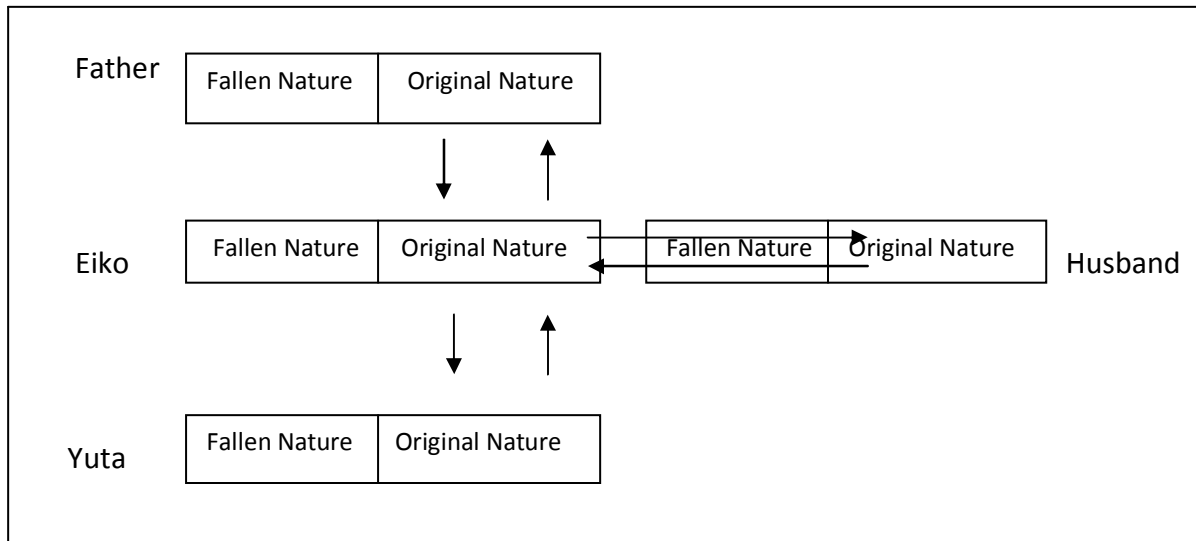 Father
Fallen Nature Original Nature
Eiko
Fallen Nature Original Nature Fallen Nature Original Nature
Husband
Yuta
Fallen Nature Original Nature